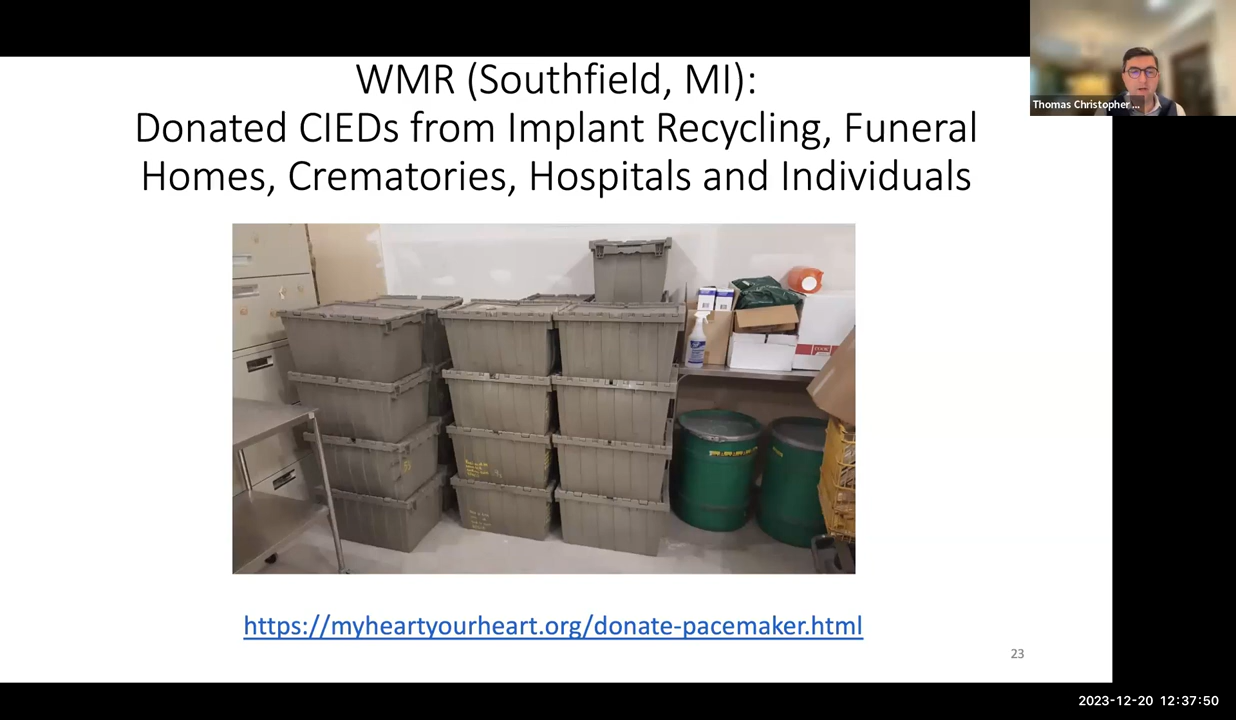 WMR (Southfield, MI):
Donated CIEDs from Implant Recycling, Funeral
Homes, Crematories, Hospitals and Individuals
Thomas Christopher ...
https://myheartyourheart.org/donate-pacemaker.html
23
2023-12-20 12:37:50